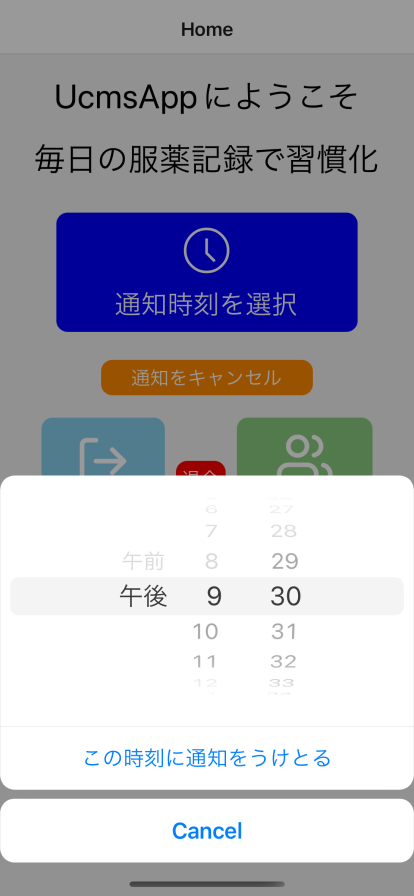 Home
UcmsAppにようこそ
毎日の服薬記録で習慣化
通知時刻を選択
通知をキャンセル
6 27
7 28
午前 8 29
午後 9 30
10 31
11 32
12 33
この時刻に通知をうけとる
Cancel